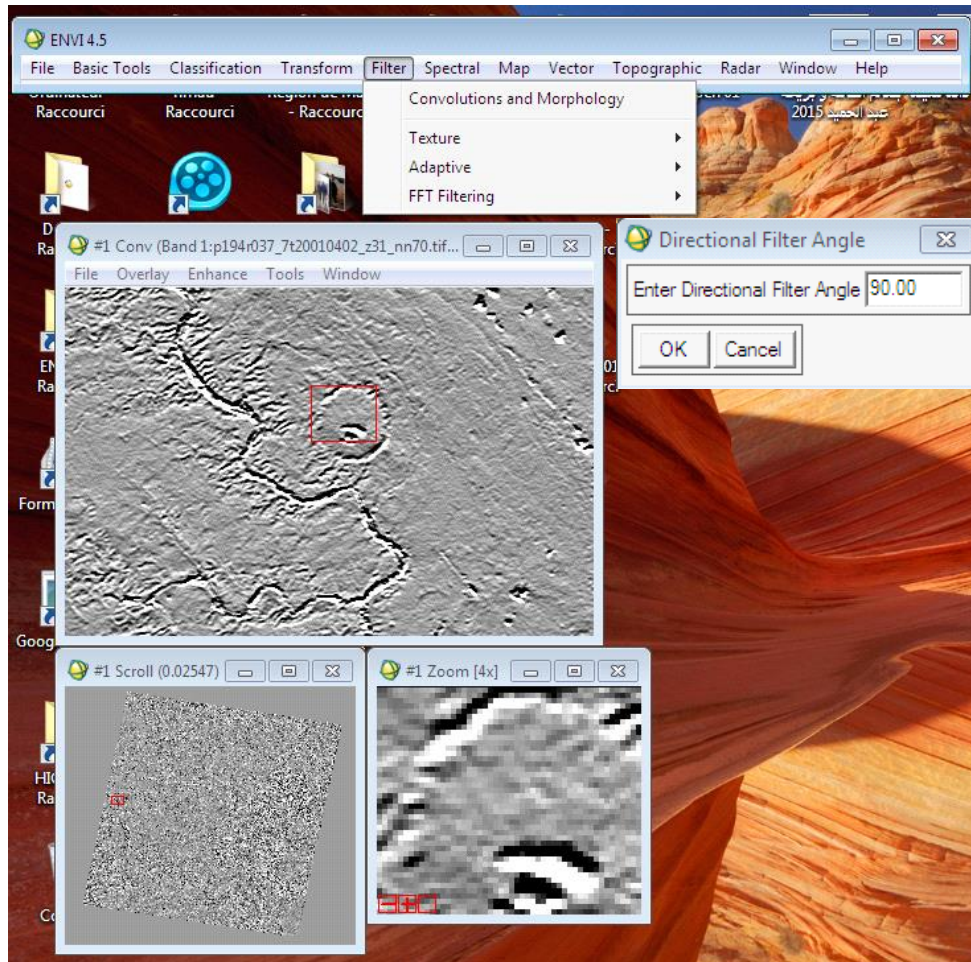 ENVI 4.5
File Basic Tools Classification Transform Filter Spectral Map Vector Topographic Radar Window Help
Convolutions and Morphology
Texture
Adaptive
FFT Filtering
Raccourci
Raccourci
- Raccourc
2015 عبد الحميد
#1 Conv (Band 1:p194r037_7t20010402_z31_nn70.tif...
File Overlay Enhance Tools Window
Directional Filter Angle
Enter Directional Filter Angle 90.00
OK Cancel
#1 Scroll (0.02547)
#1 Zoom [4x]